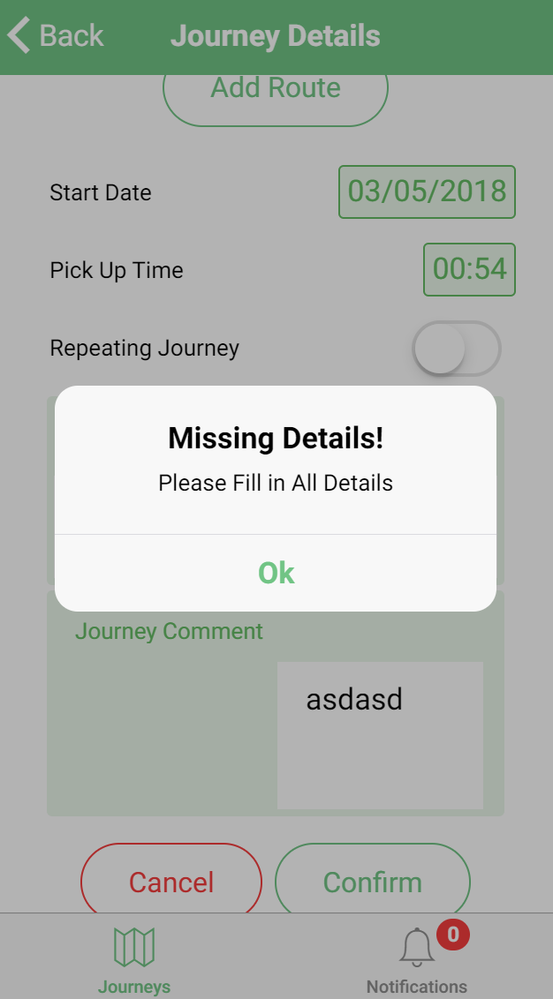 Back
Journey Details
Add Route
Start Date
03/05/2018
Pick Up Time
00:54
Repeating Journey
Missing Details!
Please Fill in All Details
Ok
Journey Comment
asdasd
Cancel
Confirm
0
Journeys
Notifications